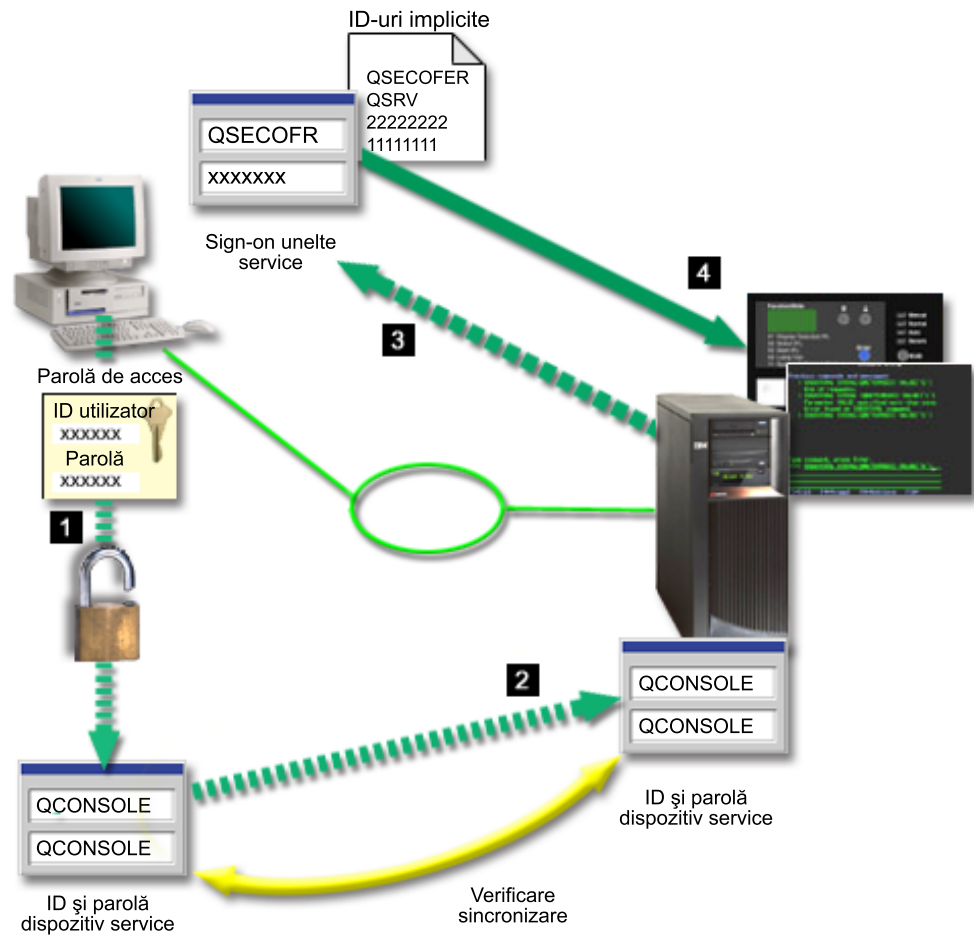 ID-uri implicite
QSECOFER
QSRV
22222222
11111111
QSECOFR
xxxxxxx
Sign-on unelte
service
4
3
Parolă de acces
ID utilizator
xxxxxx
Parolă
xxxxxx
1
IBM
2
QCONSOLE
QCONSOLE
ID şi parolă
dispozitiv service
QCONSOLE
QCONSOLE
ID şi parolă
dispozitiv service
Verificare
sincronizare